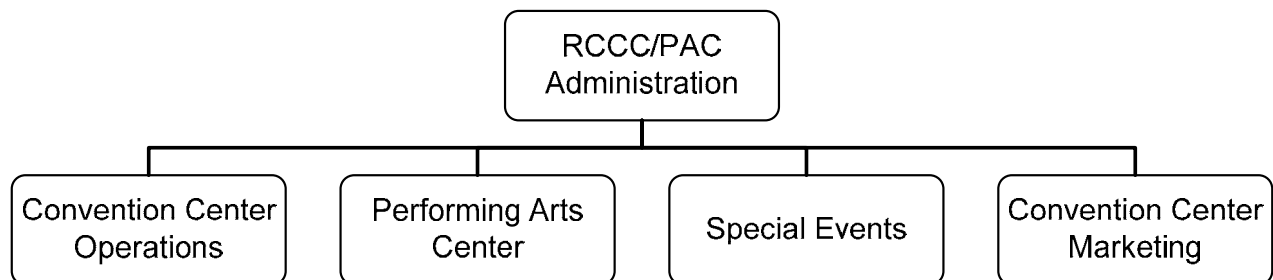 RCCC/PAC
Administration
Convention Center
Operations
Performing Arts
Center
Special Events
Convention Center
Marketing